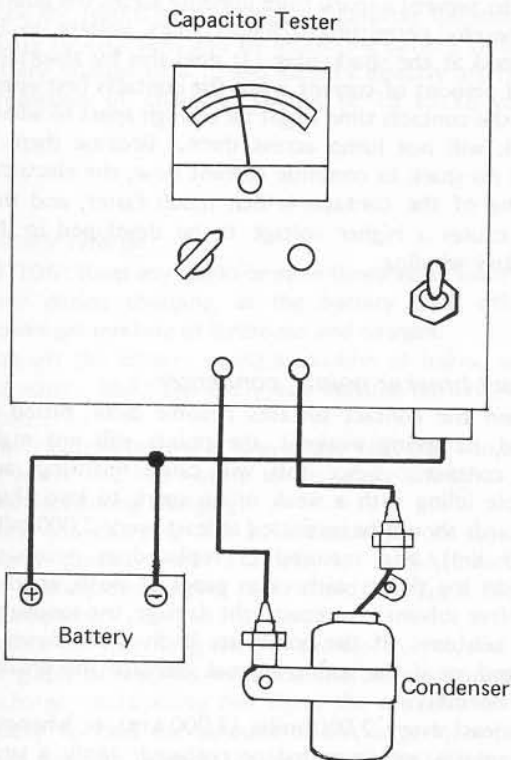 Capacitor Tester
+
−
Battery
Condenser